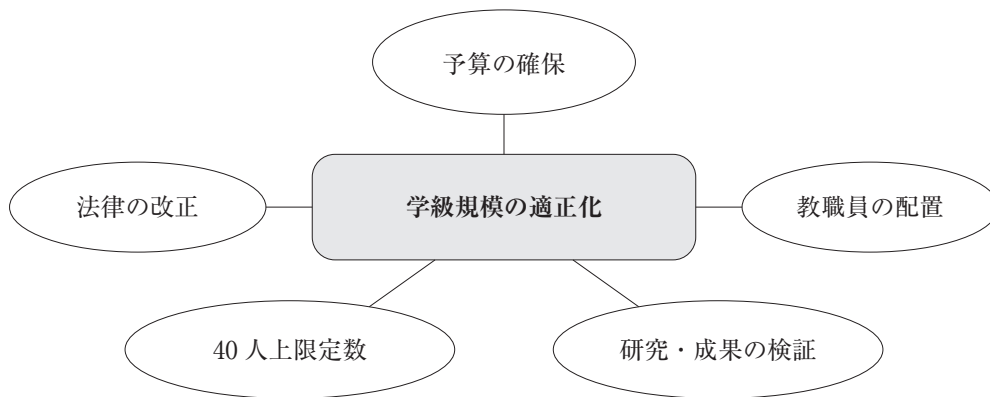 予算の確保
法律の改正
学級規模の適正化
教職員の配置
40人上限定数
研究・成果の検証